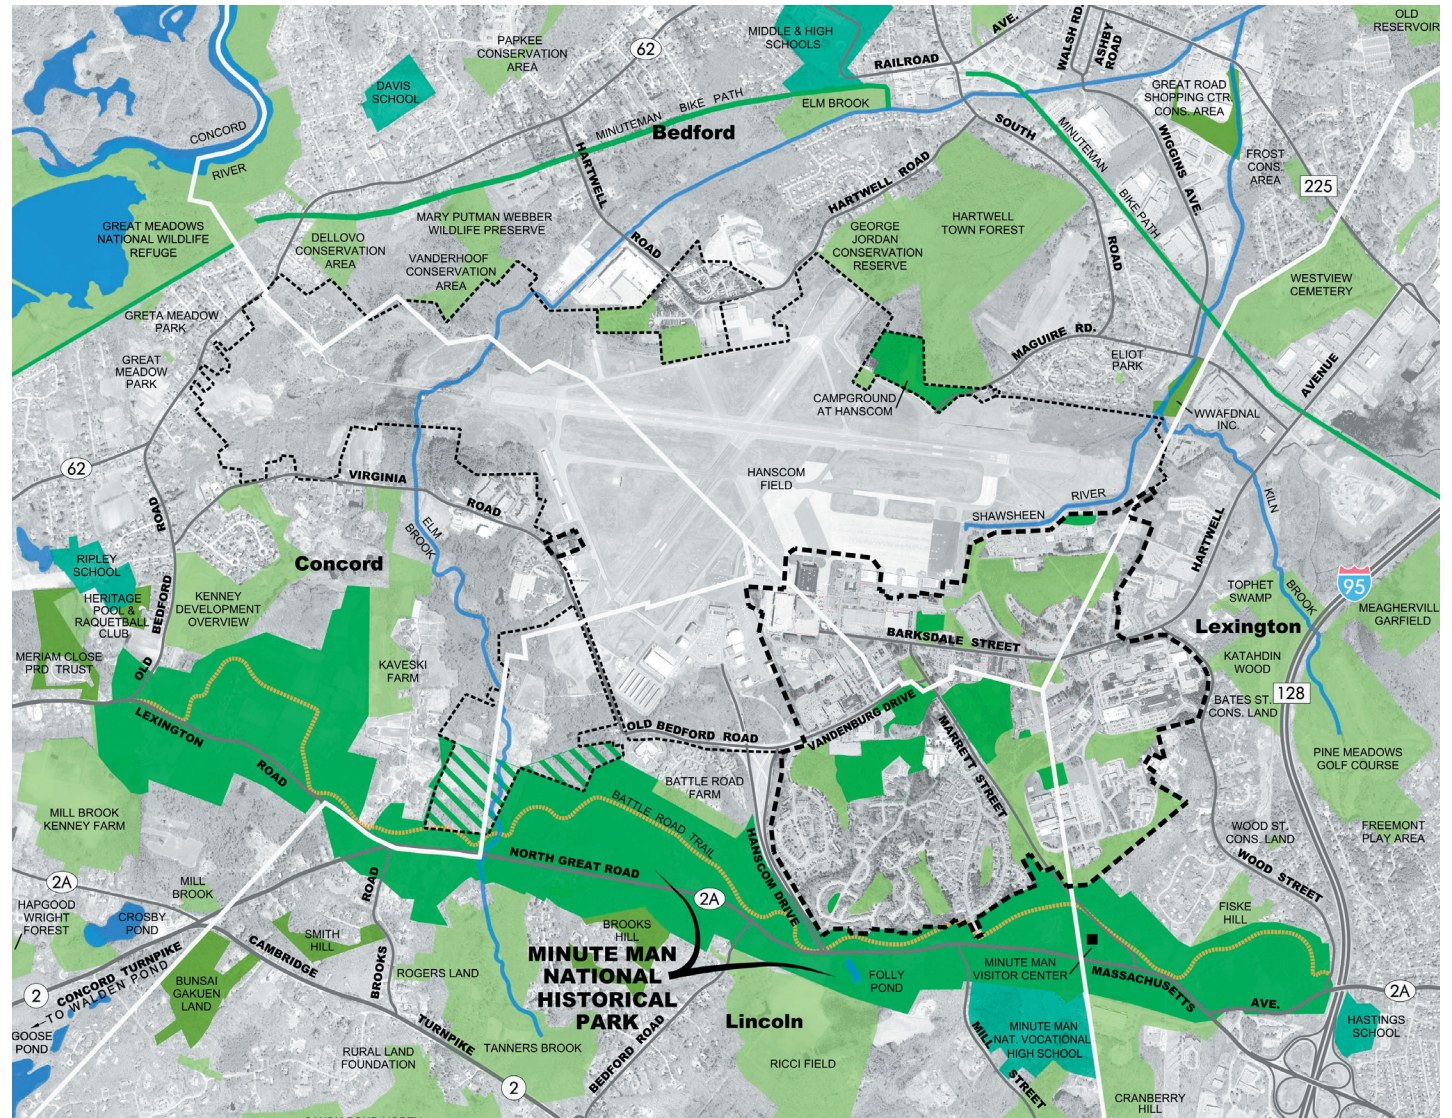 OLD
RESERVOIR
PAPKEE
CONSERVATION
AREA
62
MIDDLE & HIGH
SCHOOLS
RAILROAD
AVE.
WALSH RD.
ASHBY
ROAD
DAVIS
SCHOOL
GREAT ROAD
SHOPPING CTR.
CONS. AREA
ELM BROOK
MINUTEMAN BIKE PATH
Bedford
CONCORD
RIVER
HARTWELL
ROAD
SOUTH
ROAD
MINUTEMAN
BIKE PATH
WIGGINS AVE.
FROST
CONS.
AREA
225
HARTWELL ROAD
GREAT MEADOWS
NATIONAL WILDLIFE
REFUGE
DELLOVO
CONSERVATION
AREA
MARY PUTMAN WEBBER
WILDLIFE PRESERVE
VANDERHOOF
CONSERVATION
AREA
GEORGE
JORDAN
CONSERVATION
RESERVE
HARTWELL
TOWN FOREST
WESTVIEW
CEMETERY
GRETA MEADOW
PARK
GREAT
MEADOW
PARK
MAGUIRE RD.
ELIOT
PARK
AVENUE
CAMPGROUND
AT HANSCOM
WWAFDNAL
INC.
62
VIRGINIA
ROAD
HANSCOM
FIELD
SHAWSHEEN
RIVER
KILN
BROOK
HARTWELL
ELM
BROOK
OLD
BEDFORD
ROAD
RIPLEY
SCHOOL
Concord
HERITAGE
POOL &
RAQUETBALL
CLUB
KENNEY
DEVELOPMENT
OVERVIEW
TOPHET
SWAMP
95
MEAGHERVILL
GARFIELD
Lexington
BARKSDALE STREET
MERIAM CLOSE
PRD TRUST
KAVESKI
FARM
KATAHDIN
WOOD
128
BATES ST.
CONS. LAND
LEXINGTON
ROAD
OLD BEDFORD ROAD
VANDENBURG DRIVE
MARRETT STREET
PINE MEADOWS
GOLF COURSE
BATTLE ROAD
FARM
BATTLE ROAD TRAIL
MILL BROOK
KENNEY FARM
WOOD ST.
CONS. LAND
FREEMONT
PLAY AREA
HANSCOM DRIVE
NORTH GREAT ROAD
2A
WOOD STREET
2A
MILL
BROOK
HAPGOOD
WRIGHT
FOREST
CROSBY
POND
ROAD
BROOKS
SMITH
HILL
BROOKS
HILL
FISKE
HILL
CAMBRIDGE
TURNPIKE
CONCORD TURNPIKE
TO WALDEN POND
2
BUNSAI
GAKUEN
LAND
ROGERS LAND
MINUTE MAN
NATIONAL
HISTORICAL
PARK
FOLLY
POND
MINUTE MAN
VISITOR CENTER
MASSACHUSETTS
AVE.
2A
GOOSE
POND
RURAL LAND
FOUNDATION
TANNERS BROOK
BEDFORD ROAD
Lincoln
RICCI FIELD
MILL
STREET
MINUTE MAN
NAT. VOCATIONAL
HIGH SCHOOL
HASTINGS
SCHOOL
2
CRANBERRY
HILL